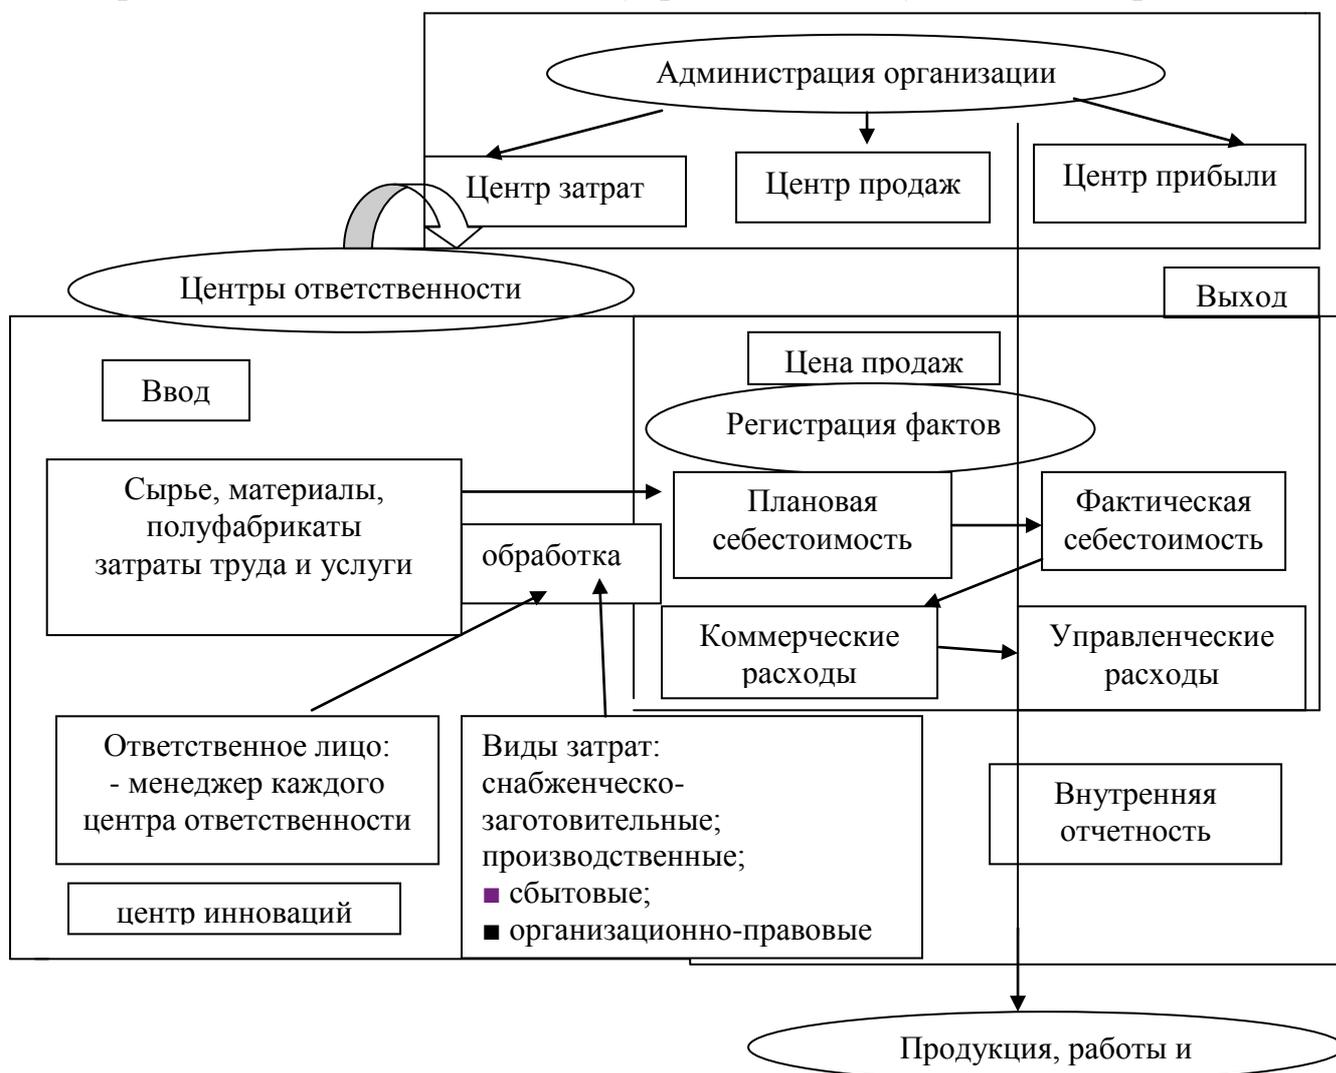 Администрация организации
Центр затрат
Центр продаж
Центр прибыли
Центры ответственности
Выход
Ввод
Цена продаж
Регистрация фактов
Сырье, материалы,
полуфабрикаты
затраты труда и услуги
обработка
Плановая
себестоимость
Фактическая
себестоимость
Коммерческие
расходы
Управленческие
расходы
Ответственное лицо:
- менеджер каждого
центра ответственности
центр инноваций
Виды затрат:
снабженческо-
заготовительные;
производственные;
■ сбытовые;
■ организационно-правовые
Внутренняя
отчетность
Продукция, работы и